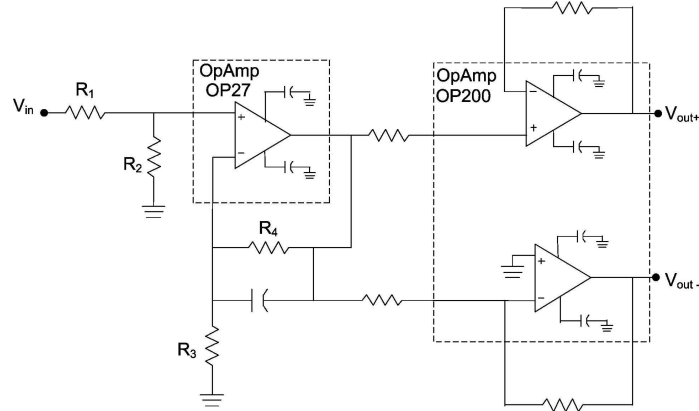 OpAmp
OP27
OpAmp
OP200
V_in
R_1
R_2
+
−
−
+
V_out+
R_4
R_3
+
−
V_out -